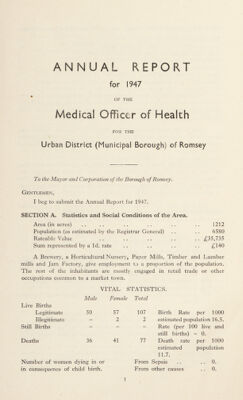 ANNUAL REPORT
for 1947
OF THE
Medical Officer of Health
FOR THE
Urban District (Municipal Borough) of Romsey
To the Mayor and Corporation of the Borough of Romsey.
GENTLEMEN,
I beg to submit the Annual Report for 1947.
SECTION A. Statistics and Social Conditions of the Area.
Area (in acres) .. .. .. .. .. .. 1212
Population (as estimated by the Registrar General) .. .. 6580
Rateable Value .. .. .. .. .. £35,735
Sum represented by a 1d. rate .. .. .. .. £140
A Brewery, a Horticultural Nursery, Paper Mills, Timber and Lumber
mills and Jam Factory, give employment to a proportion of the population.
The rest of the inhabitants are mostly engaged in retail trade or other
occupations common to a market town.
VITAL STATISTICS.
Male Female Total
Live Births
Legitimate 50 57 107 Birth Rate per 1000
Illegitimate – 2 2 estimated population 16.5.
Still Births – – – Rate (per 100 live and
still births) – 0.
Deaths 36 41 77 Death rate per 1000
estimated population
11.7.
Number of women dying in or From Sepsis .. .. 0.
in consequence of child birth. From other causes .. 0.
1